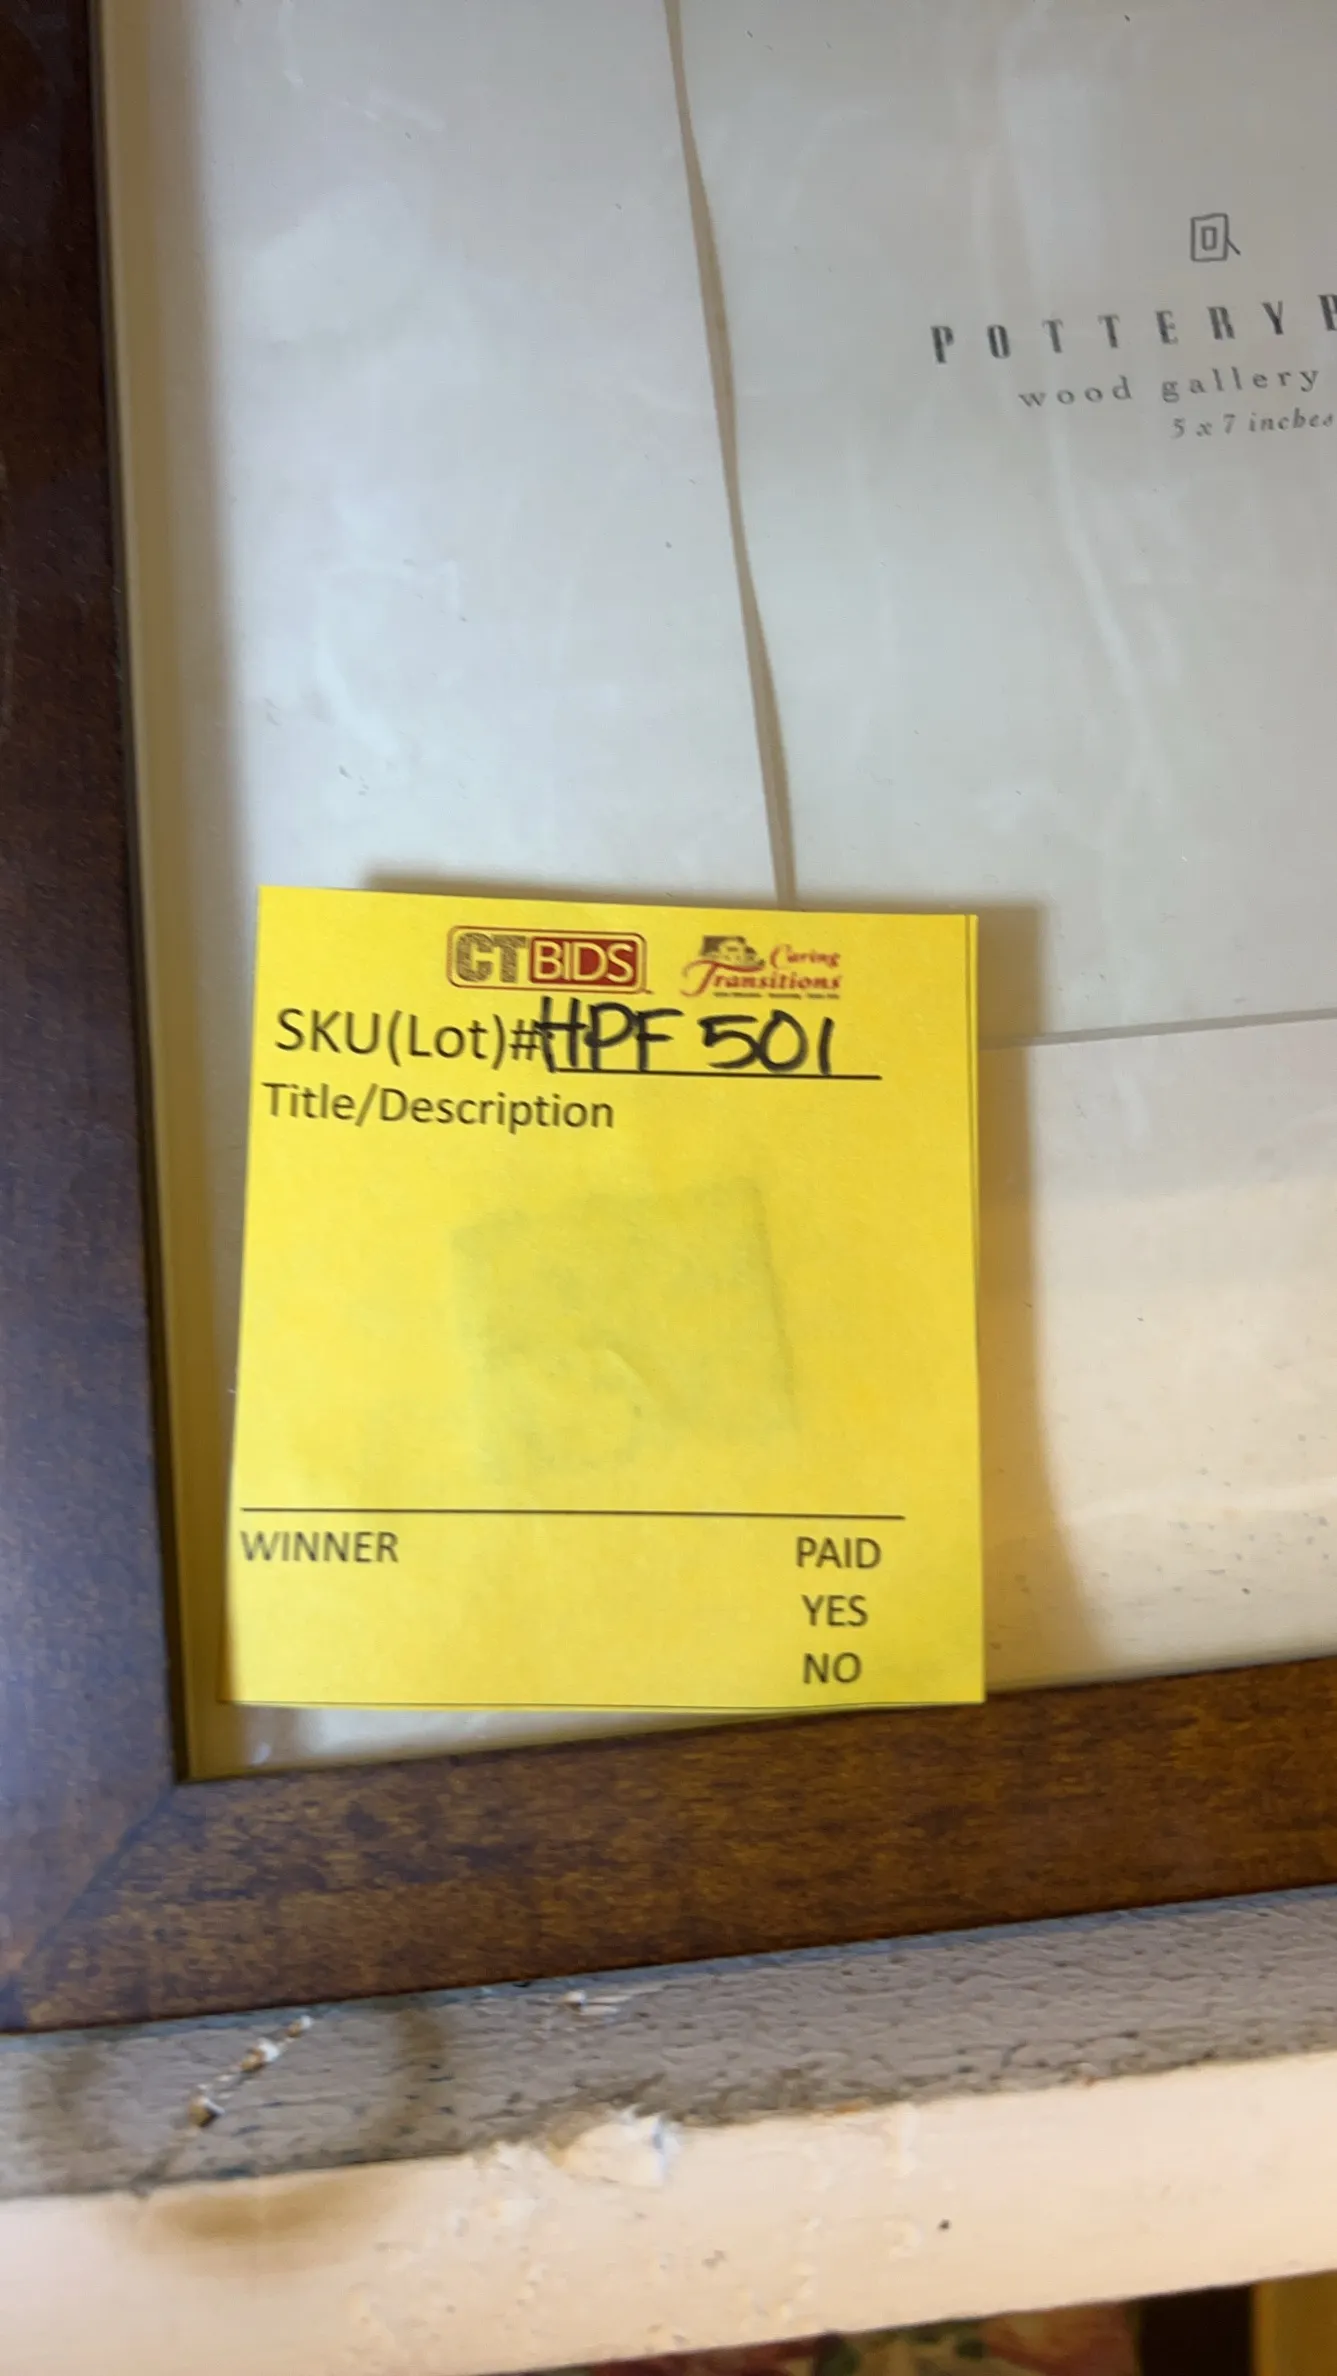 POTTERY
wood gallery
5 x 7 inches
CTBIDS
Caring
Transitions
SKU(Lot)#HPF 501
Title/Description
WINNER
PAID
YES
NO